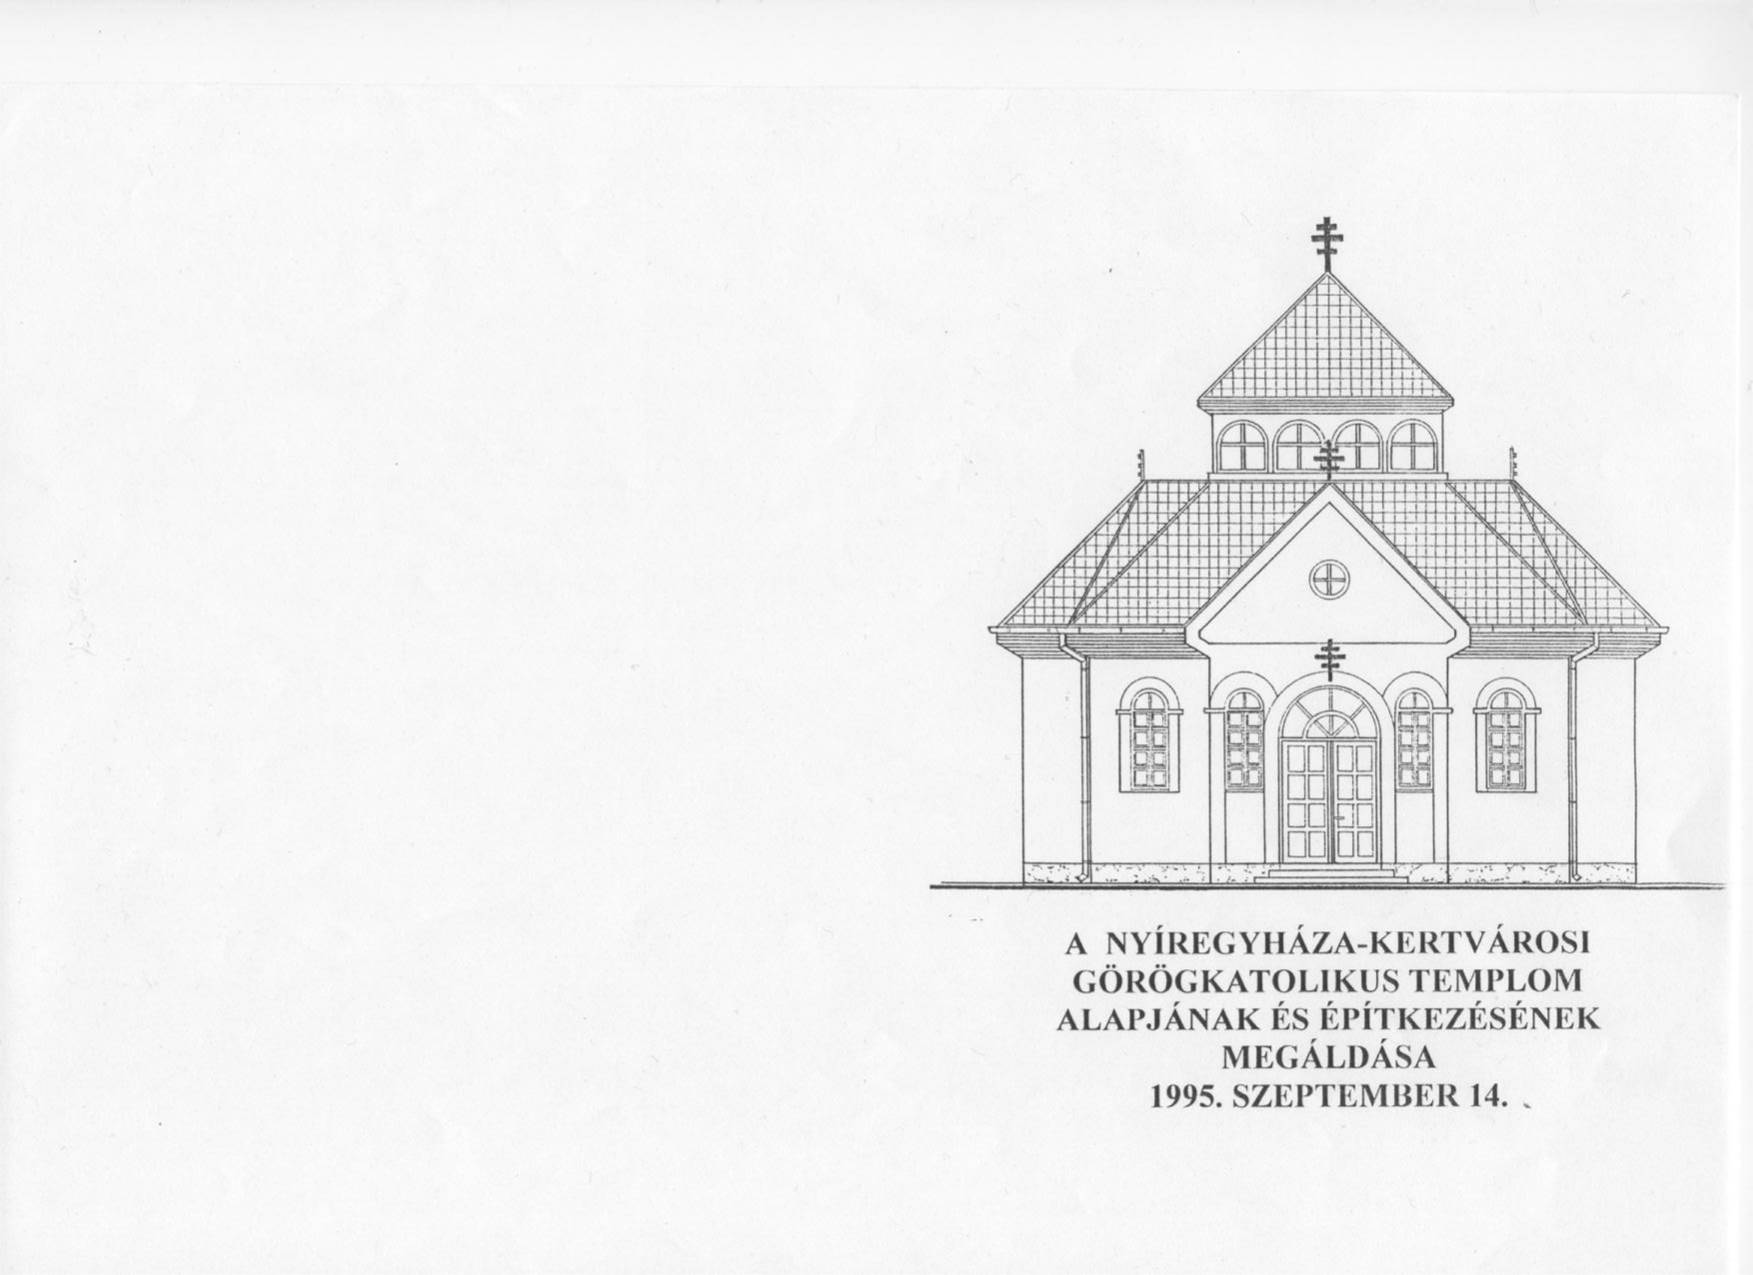 A NYÍREGYHÁZA-KERTVÁROSI
GÖRÖGKATOLIKUS TEMPLOM
ALAPJÁNAK ÉS ÉPÍTKEZÉSÉNEK
MEGÁLDÁSA
1995. SZEPTEMBER 14.